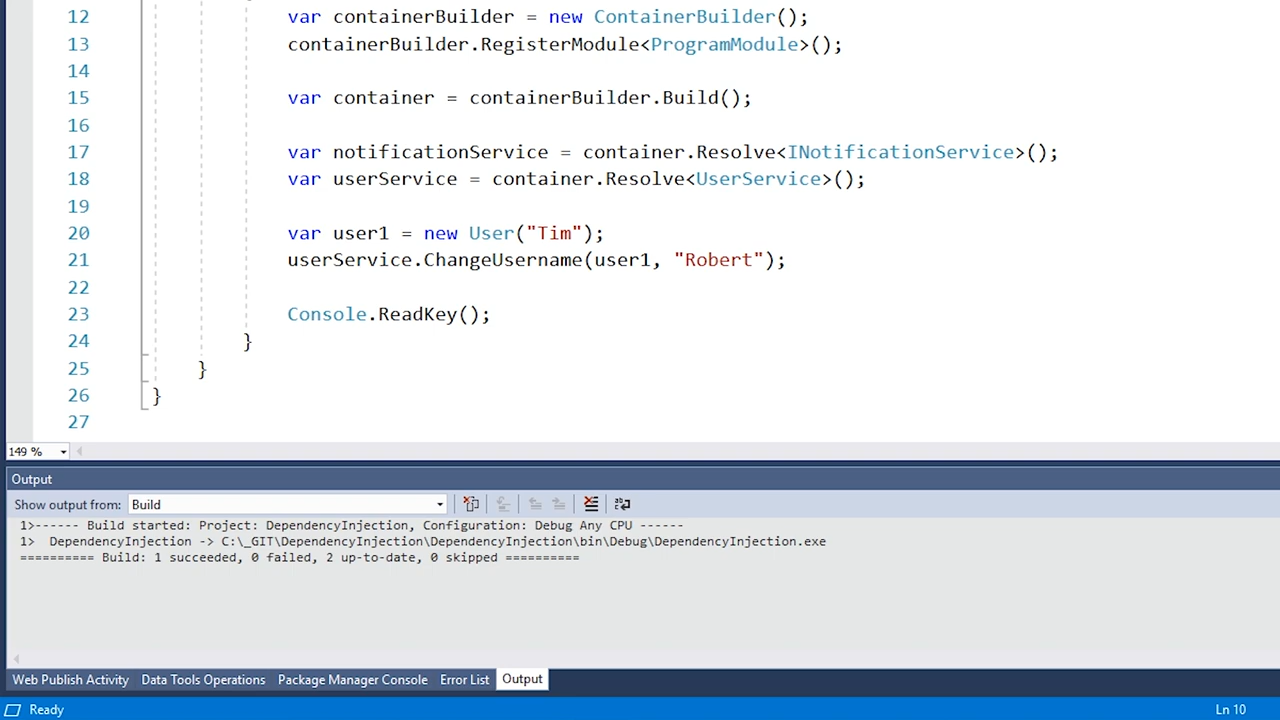 12 var containerBuilder = new ContainerBuilder();
13 containerBuilder.RegisterModule<ProgramModule>();
14
15 var container = containerBuilder.Build();
16
17 var notificationService = container.Resolve<INotificationService>();
18 var userService = container.Resolve<UserService>();
19
20 var user1 = new User("Tim");
21 userService.ChangeUsername(user1, "Robert");
22
23 Console.ReadKey();
24 }
25 }
26 }
27
149 %
Output
Show output from: Build
1>------ Build started: Project: DependencyInjection, Configuration: Debug Any CPU ------
1> DependencyInjection -> C:\_GIT\DependencyInjection\DependencyInjection\bin\Debug\DependencyInjection.exe
========== Build: 1 succeeded, 0 failed, 2 up-to-date, 0 skipped ==========
Web Publish Activity Data Tools Operations Package Manager Console Error List Output
Ready Ln 10